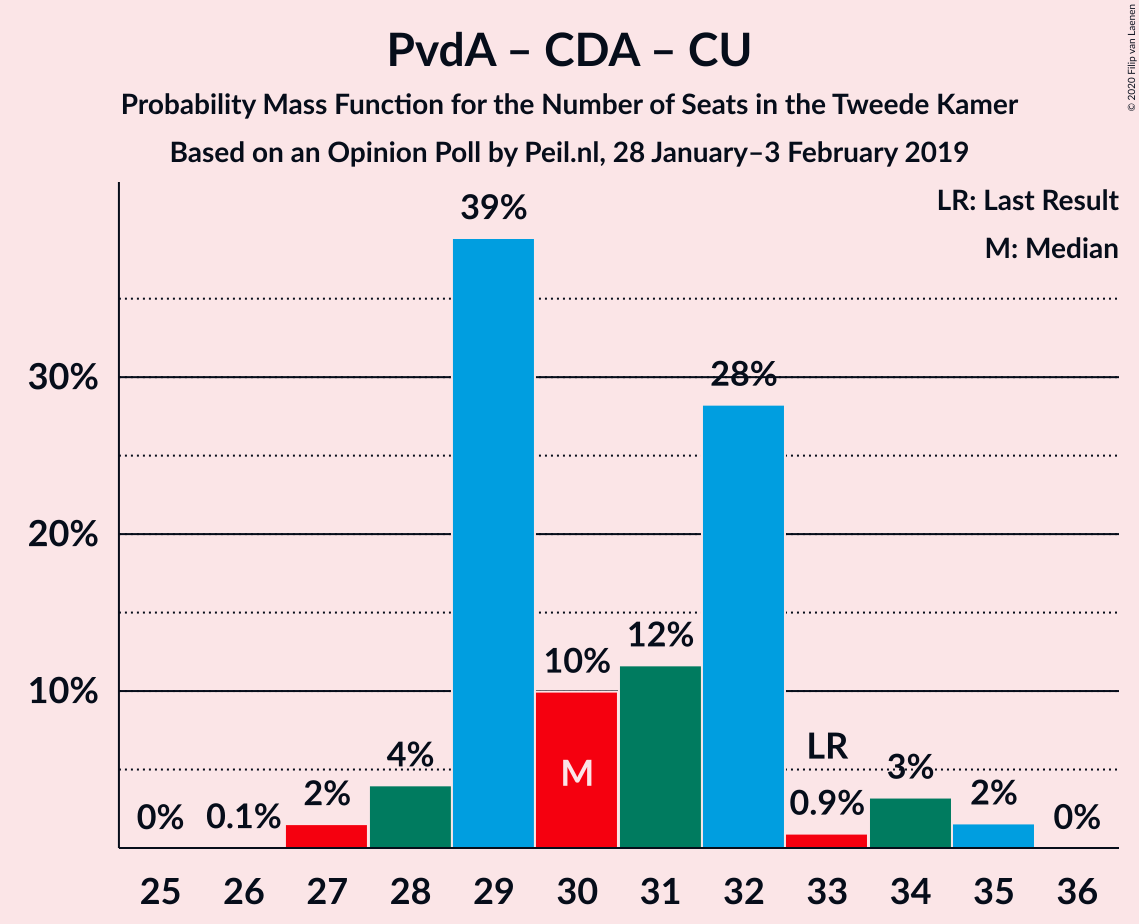 PvdA – CDA – CU
Probability Mass Function for the Number of Seats in the Tweede Kamer
Based on an Opinion Poll by Peil.nl, 28 January–3 February 2019
© 2020 Filip van Laenen
LR: Last Result
M: Median
39%
30%
28%
20%
12%
10%
10%
LR
M
4%
3%
2%
2%
0.9%
0%
0.1%
0%
25 26 27 28 29 30 31 32 33 34 35 36